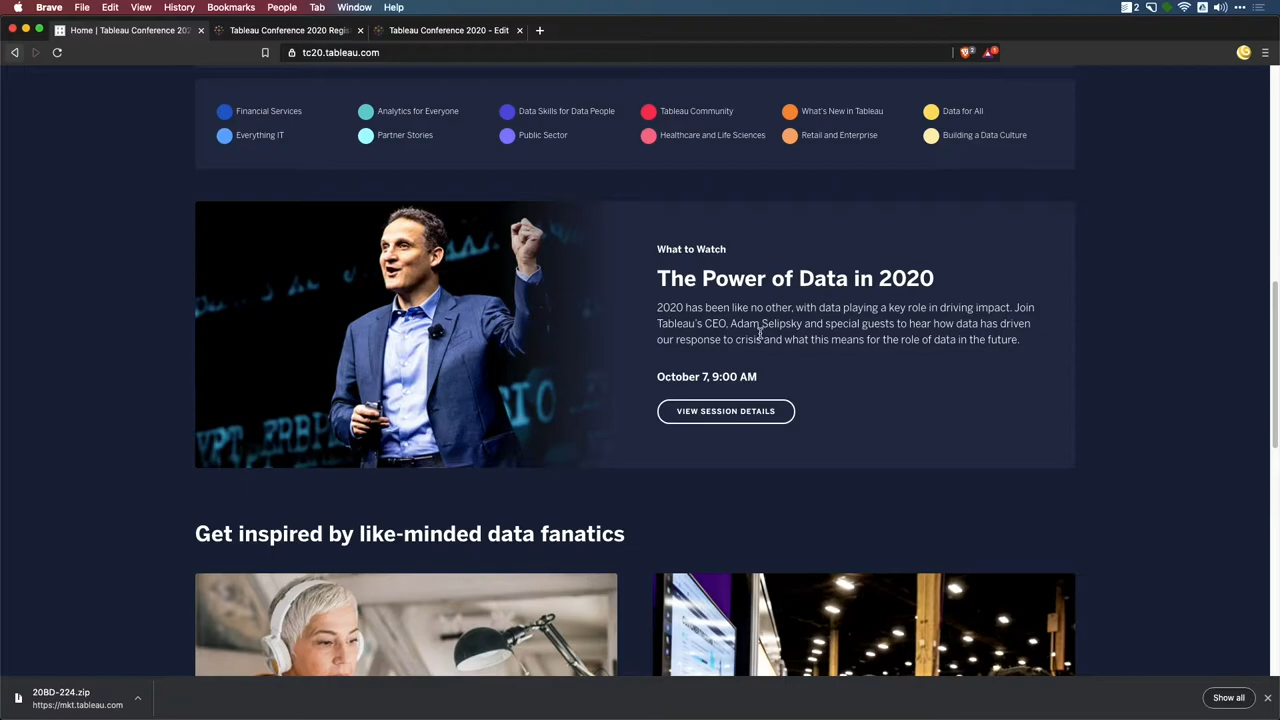 Brave File Edit View History Bookmarks People Tab Window Help
2
Home | Tableau Conference 202
Tableau Conference 2020 Regis
Tableau Conference 2020 - Edit
tc20.tableau.com
Financial Services
Analytics for Everyone
Data Skills for Data People
Tableau Community
What's New in Tableau
Data for All
Everything IT
Partner Stories
Public Sector
Healthcare and Life Sciences
Retail and Enterprise
Building a Data Culture
What to Watch
The Power of Data in 2020
2020 has been like no other, with data playing a key role in driving impact. Join
Tableau's CEO, Adam Selipsky and special guests to hear how data has driven
our response to crisis and what this means for the role of data in the future.
October 7, 9:00 AM
VIEW SESSION DETAILS
Get inspired by like-minded data fanatics
20BD-224.zip
https://mkt.tableau.com
Show all